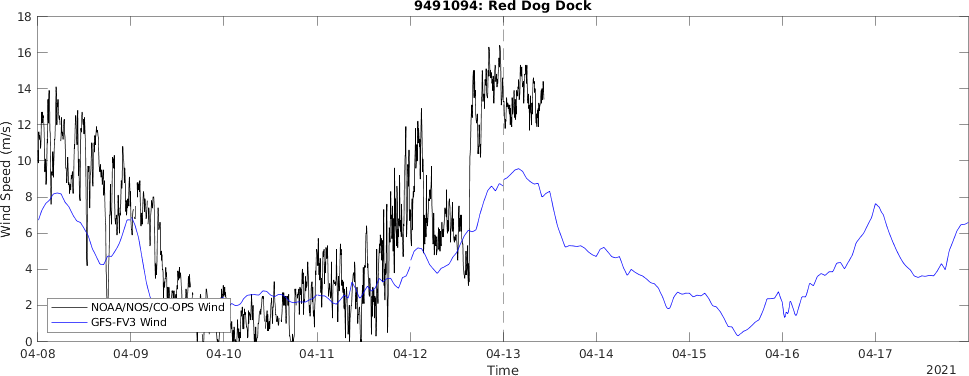 9491094: Red Dog Dock
18
16
14
12
10
8
6
4
2
0
Wind Speed (m/s)
NOAA/NOS/CO-OPS Wind
GFS-FV3 Wind
04-08 04-09 04-10 04-11 04-12 04-13 04-14 04-15 04-16 04-17
Time
2021